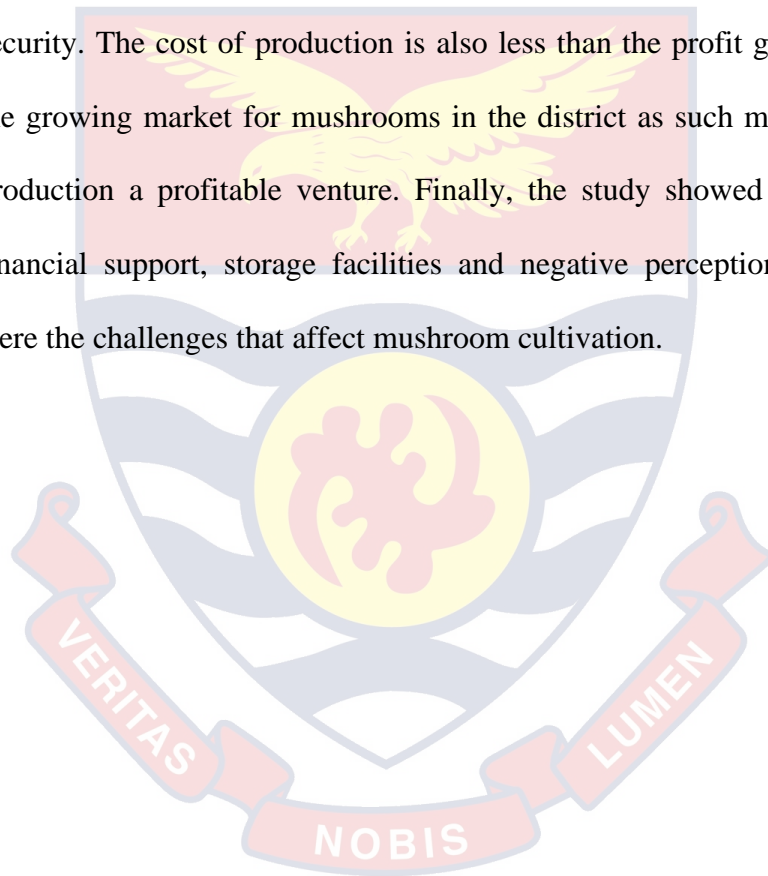 ecurity. The cost of production is also less than the profit g
e growing market for mushrooms in the district as such m
roduction a profitable venture. Finally, the study showed
nancial support, storage facilities and negative perception
ere the challenges that affect mushroom cultivation.
VERITAS
NOBIS
LUMEN